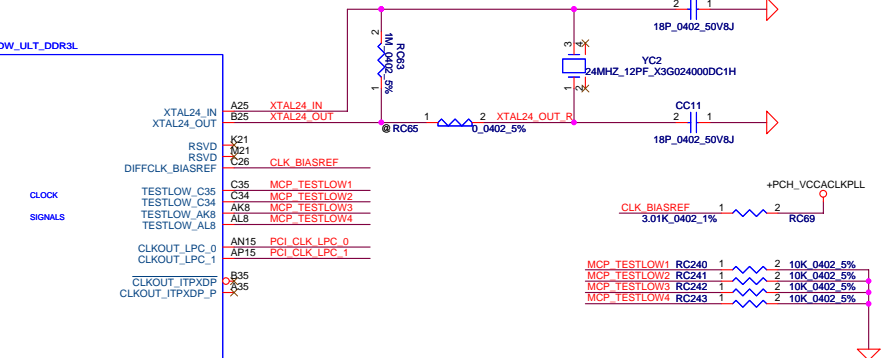 2 1
18P_0402_50V8J
OW_ULT_DDR3L
2
1M_0402_5%
RC63
1
3 4
YC2
24MHZ_12PF_X3G024000DC1H
1 2
XTAL24_IN A25 XTAL24_IN
XTAL24_OUT B25 XTAL24_OUT
@ RC65 1 2 0_0402_5%
XTAL24_OUT_R
CC11
2 1
18P_0402_50V8J
RSVD K21
RSVD M21
DIFFCLK_BIASREF C26 CLK_BIASREF
CLOCK
SIGNALS
TESTLOW_C35 C35 MCP_TESTLOW1
TESTLOW_C34 C34 MCP_TESTLOW2
TESTLOW_AK8 AK8 MCP_TESTLOW3
TESTLOW_AL8 AL8 MCP_TESTLOW4
CLKOUT_LPC_0 AN15 PCI_CLK_LPC_0
CLKOUT_LPC_1 AP15 PCI_CLK_LPC_1
CLKOUT_ITPXDP B35
CLKOUT_ITPXDP_P A35
+PCH_VCCACLKPLL
CLK_BIASREF 1 2
3.01K_0402_1% RC69
MCP_TESTLOW1 RC240 1 2 10K_0402_5%
MCP_TESTLOW2 RC241 1 2 10K_0402_5%
MCP_TESTLOW3 RC242 1 2 10K_0402_5%
MCP_TESTLOW4 RC243 1 2 10K_0402_5%